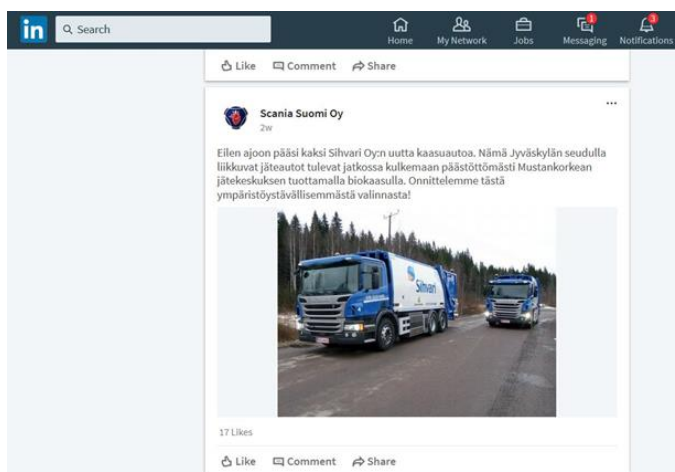 in
Search
Home
My Network
Jobs
1
Messaging
3
Notifications
Like Comment Share
Scania Suomi Oy
2w
Eilen ajoon pääsi kaksi Sihvari Oy:n uutta kaasuautoa. Nämä Jyväskylän seudulla
liikkuvat jäteautot tulevat jatkossa kulkemaan päästöttömästi Mustankorkean
jätekeskuksen tuottamalla biokaasulla. Onnittelemme tästä
ympäristöystävällisemmästä valinnasta!
Sihvari
17 Likes
Like Comment Share